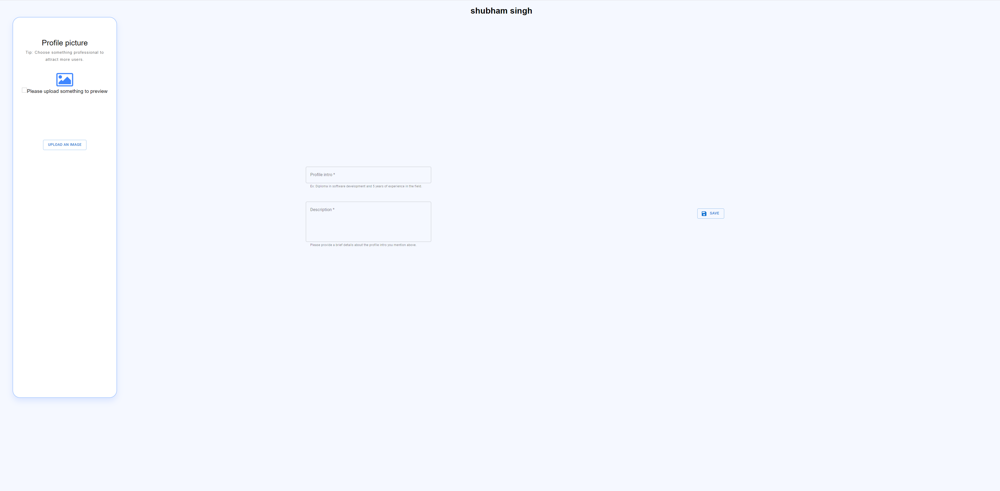 shubham singh
Profile picture
Tip: Choose something professional to
attract more users.
Please upload something to preview
UPLOAD AN IMAGE
Profile intro *
Ex: Diploma in software development and 5 years of experience in the field.
Description *
Please provide a brief details about the profile intro you mention above.
SAVE